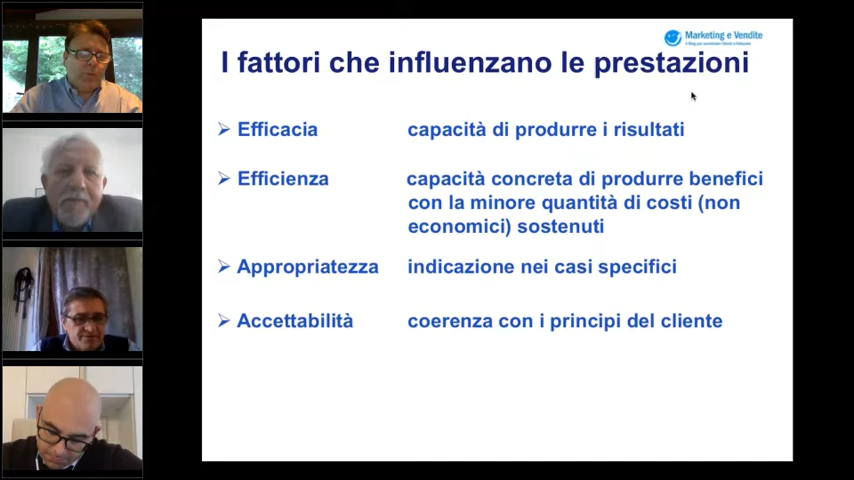 Marketing e Vendite
I fattori che influenzano le prestazioni
➢ Efficacia capacità di produrre i risultati
➢ Efficienza capacità concreta di produrre benefici
con la minore quantità di costi (non
economici) sostenuti
➢ Appropriatezza indicazione nei casi specifici
➢ Accettabilità coerenza con i principi del cliente